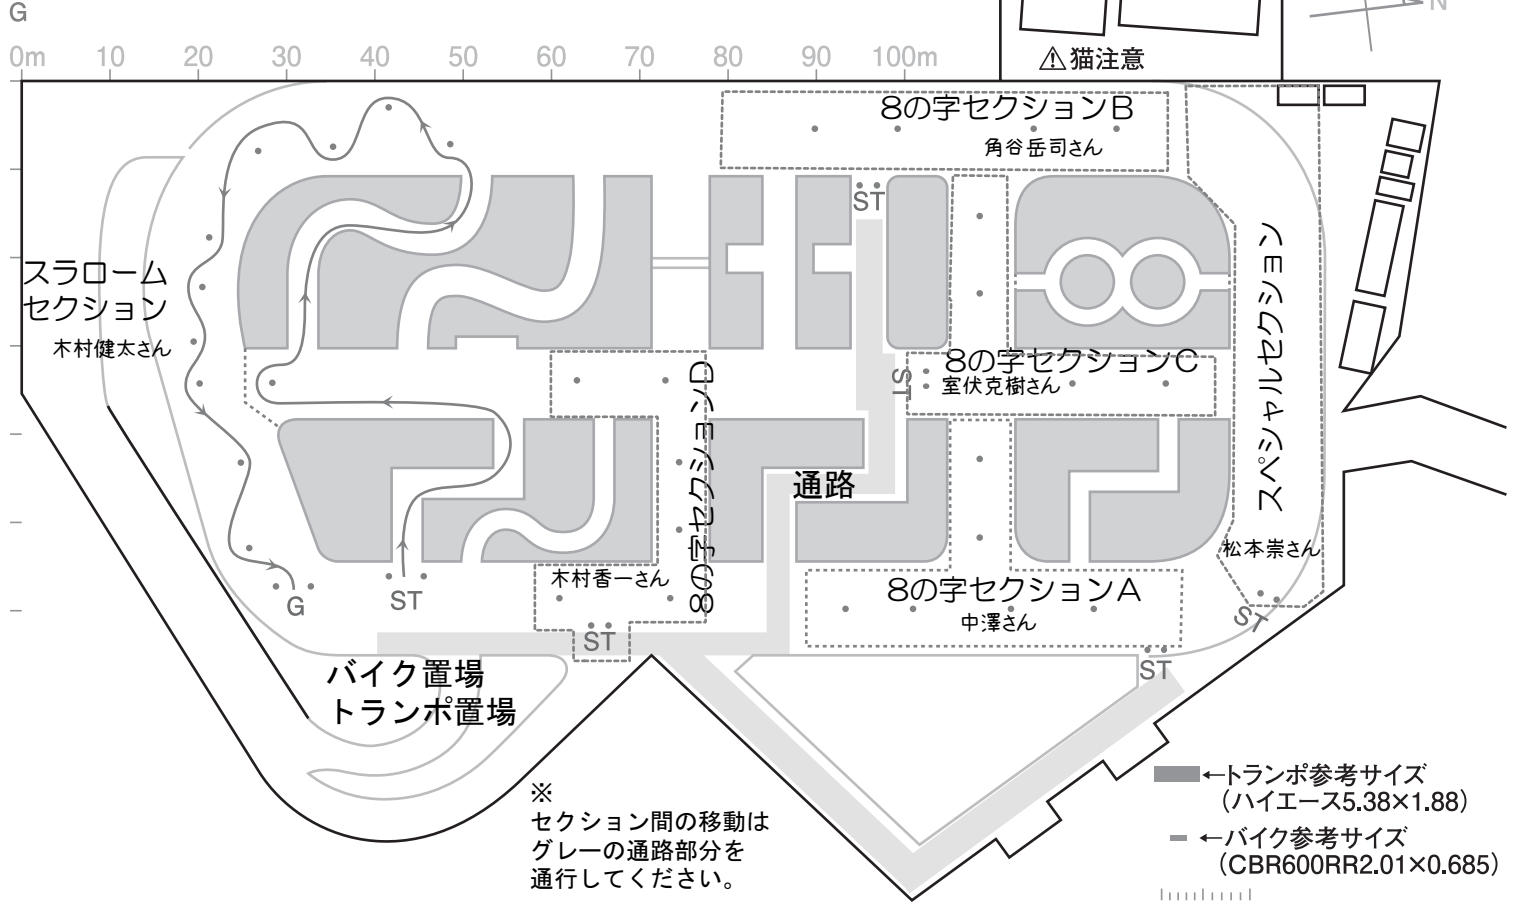 G
N
0m 10 20 30 40 50 60 70 80 90 100m
⚠猫注意
8の字セクションB
角谷岳司さん
ST
スラローム
セクション
木村健太さん
8の字セクションC
室伏克樹さん
ST
スペシャルセクション
松本崇さん
ST
8の字セクションD
木村香一さん
ST
通路
8の字セクションA
中澤さん
ST
G
ST
バイク置場
トランポ置場
※
セクション間の移動は
グレーの通路部分を
通行してください。
←トランポ参考サイズ
（ハイエース5.38×1.88）
←バイク参考サイズ
（CBR600RR2.01×0.685）